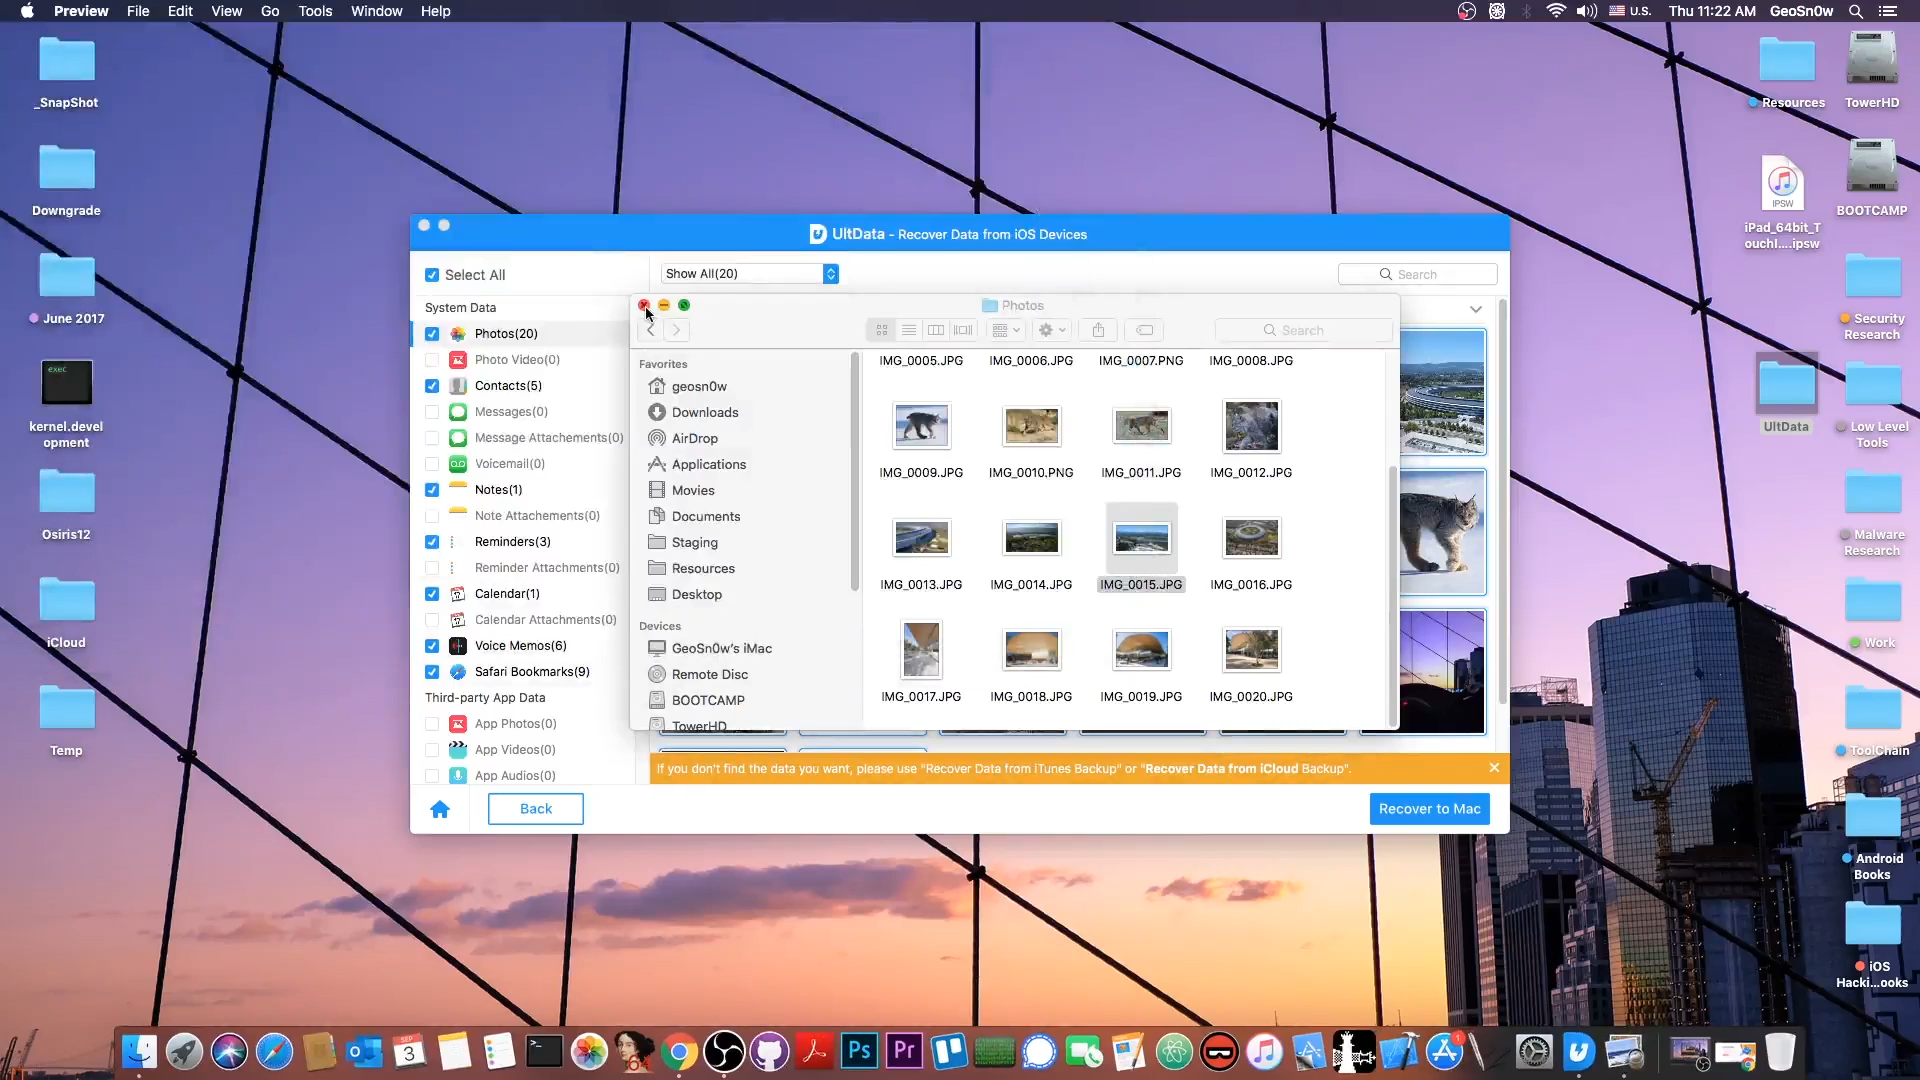 Preview File Edit View Go Tools Window Help
U.S. Thu 11:22 AM GeoSn0w
_SnapShot
Downgrade
June 2017
exec
kernel.devel
opment
Osiris12
iCloud
Temp
Resources
TowerHD
IPSW
iPad_64bit_T
ouchI....ipsw
BOOTCAMP
Security
Research
UltData
Low Level
Tools
Malware
Research
Work
ToolChain
Android
Books
iOS
Hacki...ooks
UltData - Recover Data from iOS Devices
Select All
Show All(20)
Search
System Data
Photos(20)
Photo Video(0)
Contacts(5)
Messages(0)
Message Attachements(0)
Voicemail(0)
Notes(1)
Note Attachements(0)
Reminders(3)
Reminder Attachments(0)
Calendar(1)
Calendar Attachments(0)
Voice Memos(6)
Safari Bookmarks(9)
Third-party App Data
App Photos(0)
App Videos(0)
App Audios(0)
Photos
Search
Favorites
geosn0w
Downloads
AirDrop
Applications
Movies
Documents
Staging
Resources
Desktop
Devices
GeoSn0w's iMac
Remote Disc
BOOTCAMP
TowerHD
IMG_0005.JPG IMG_0006.JPG IMG_0007.PNG IMG_0008.JPG
IMG_0009.JPG IMG_0010.PNG IMG_0011.JPG IMG_0012.JPG
IMG_0013.JPG IMG_0014.JPG IMG_0015.JPG IMG_0016.JPG
IMG_0017.JPG IMG_0018.JPG IMG_0019.JPG IMG_0020.JPG
If you don't find the data you want, please use "Recover Data from iTunes Backup" or "Recover Data from iCloud Backup".
Back
Recover to Mac
SEP
3
64
Ps
Pr
1